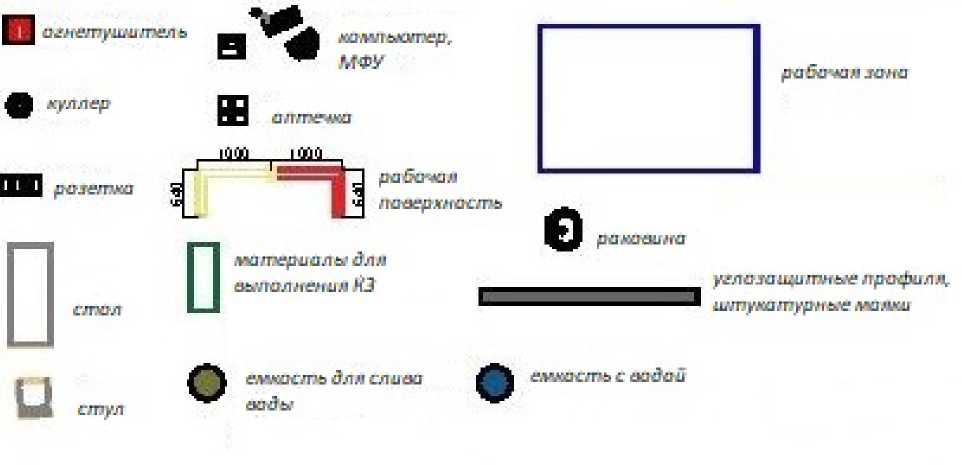 огнетушитель
компьютер,
МФУ
рабочая зона
куллер
аптечка
1000 1000
розетка
640
640
рабочая
поверхность
раковина
материалы для
выполнения КЗ
углозащитные профиля,
штукатурные маяки
стол
емкость для слива
воды
емкость с водой
стул